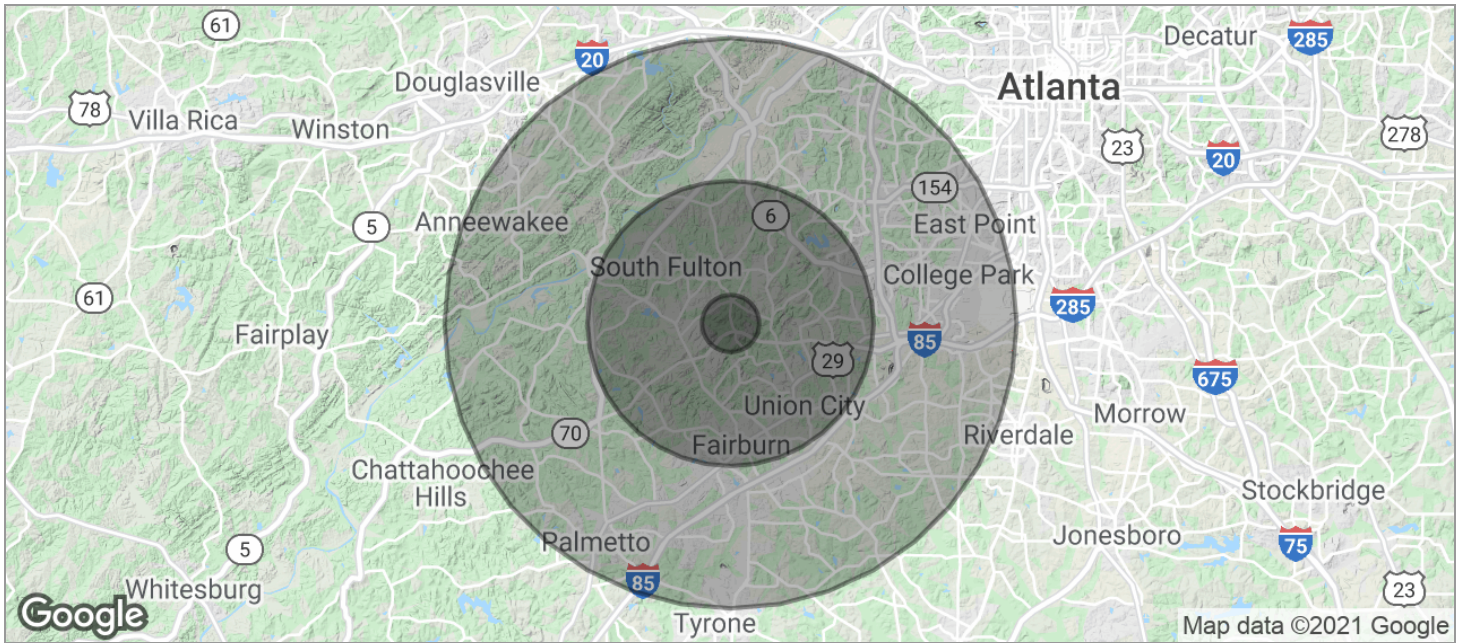 61
Decatur
285
20
Douglasville
Atlanta
78
Villa Rica
Winston
23
278
20
154
6
Anneewakee
5
East Point
South Fulton
College Park
61
285
Fairplay
85
29
675
Union City
Morrow
70
Fairburn
Riverdale
Chattahoochee
Hills
Stockbridge
Palmetto
Jonesboro
5
75
85
Whitesburg
23
Google
Tyrone
Map data ©2021 Google